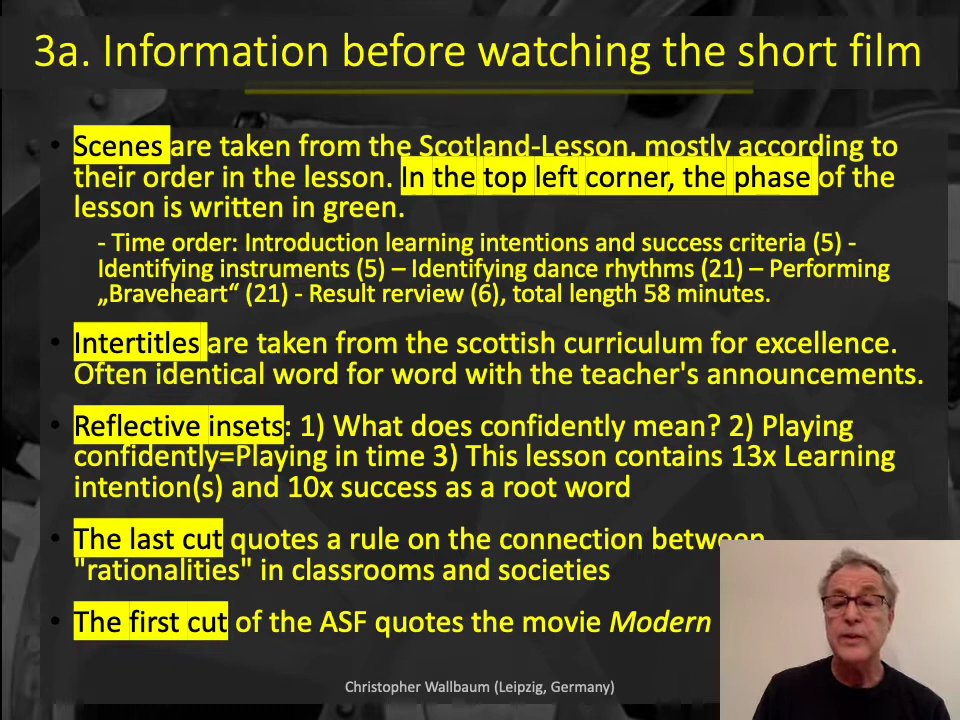 3a. Information before watching the short film
• Scenes are taken from the Scotland-Lesson, mostly according to
their order in the lesson. In the top left corner, the phase of the
lesson is written in green.
- Time order: Introduction learning intentions and success criteria (5) -
Identifying instruments (5) – Identifying dance rhythms (21) – Performing
„Braveheart“ (21) - Result rerview (6), total length 58 minutes.
• Intertitles are taken from the scottish curriculum for excellence.
Often identical word for word with the teacher's announcements.
• Reflective insets: 1) What does confidently mean? 2) Playing
confidently=Playing in time 3) This lesson contains 13x Learning
intention(s) and 10x success as a root word
• The last cut quotes a rule on the connection between
"rationalities" in classrooms and societies
• The first cut of the ASF quotes the movie Modern
Christopher Wallbaum (Leipzig, Germany)